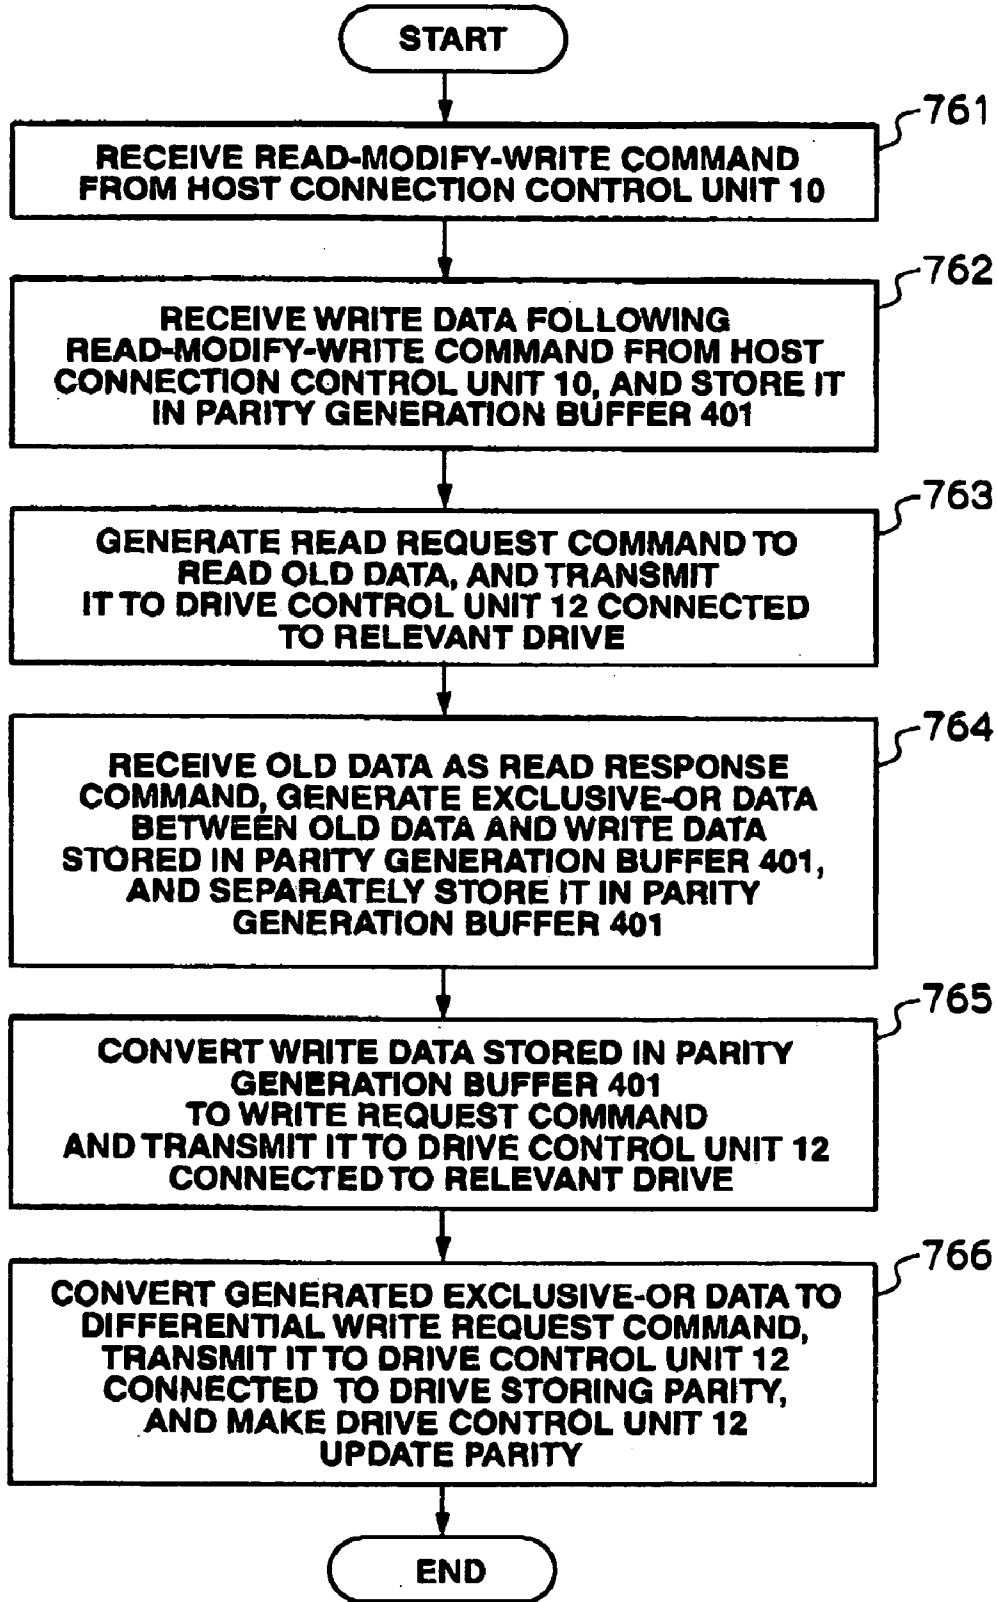 START
761
RECEIVE READ-MODIFY-WRITE COMMAND
FROM HOST CONNECTION CONTROL UNIT 10
762
RECEIVE WRITE DATA FOLLOWING
READ-MODIFY-WRITE COMMAND FROM HOST
CONNECTION CONTROL UNIT 10, AND STORE IT
IN PARITY GENERATION BUFFER 401
763
GENERATE READ REQUEST COMMAND TO
READ OLD DATA, AND TRANSMIT
IT TO DRIVE CONTROL UNIT 12 CONNECTED
TO RELEVANT DRIVE
764
RECEIVE OLD DATA AS READ RESPONSE
COMMAND, GENERATE EXCLUSIVE-OR DATA
BETWEEN OLD DATA AND WRITE DATA
STORED IN PARITY GENERATION BUFFER 401,
AND SEPARATELY STORE IT IN PARITY
GENERATION BUFFER 401
765
CONVERT WRITE DATA STORED IN PARITY
GENERATION BUFFER 401
TO WRITE REQUEST COMMAND
AND TRANSMIT IT TO DRIVE CONTROL UNIT 12
CONNECTED TO RELEVANT DRIVE
766
CONVERT GENERATED EXCLUSIVE-OR DATA TO
DIFFERENTIAL WRITE REQUEST COMMAND,
TRANSMIT IT TO DRIVE CONTROL UNIT 12
CONNECTED TO DRIVE STORING PARITY,
AND MAKE DRIVE CONTROL UNIT 12
UPDATE PARITY
END